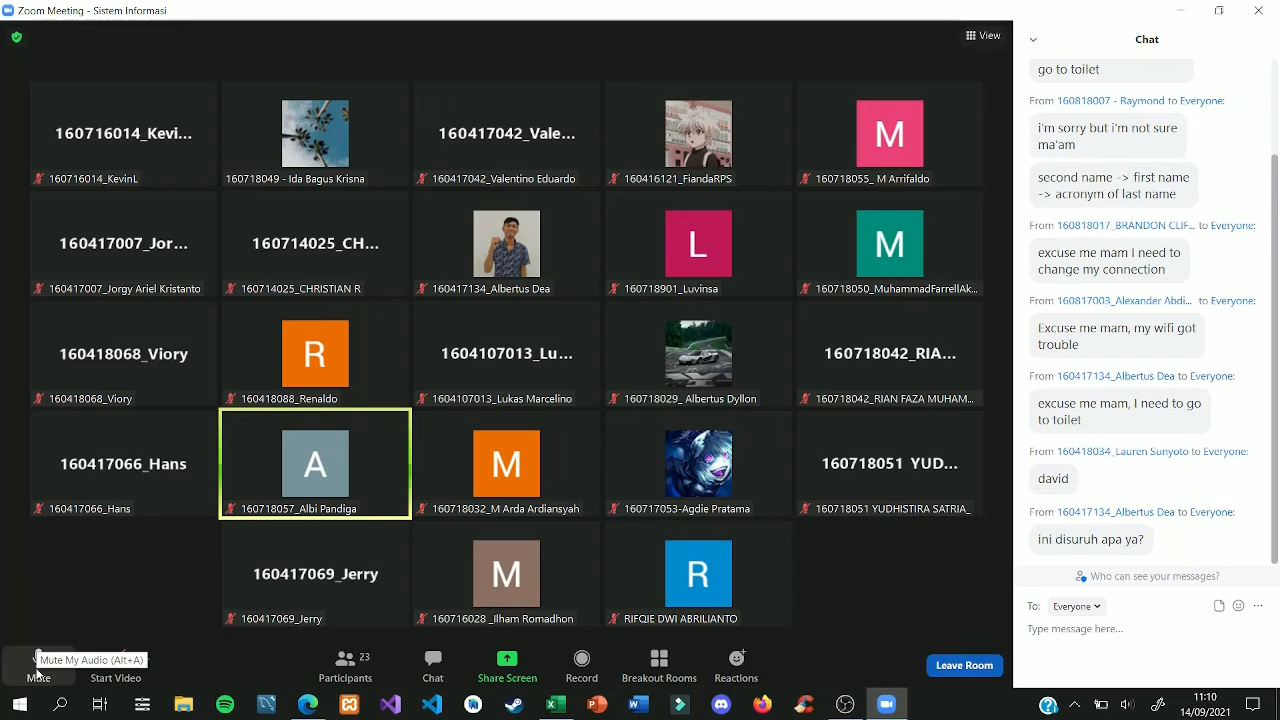 Zoom Meeting - Sistem Informasi
View
160716014_Kevi...
160716014_KevinL
160718049 - Ida Bagus Krisna
160417042_Vale...
160417042_Valentino Eduardo
160416121_FiandaRPS
M
160718055_ M Arrifaldo
160417007_Jor...
160417007_Jorgy Ariel Kristanto
160714025_CH...
160714025_CHRISTIAN R
160417134_Albertus Dea
L
160718901_Luvinsa
M
160718050_MuhammadFarrellAk...
160418068_Viory
160418068_Viory
R
160418088_Renaldo
1604107013_Lu...
1604107013_Lukas Marcelino
160718029_ Albertus Dyllon
160718042_RIA...
160718042_RIAN FAZA MUHAM...
160417066_Hans
160417066_Hans
A
160718057_Albi Pandiga
M
160718032_M Arda Ardiansyah
160717053-Agdie Pratama
160718051 YUD...
160718051 YUDHISTIRA SATRIA_
160417069_Jerry
160417069_Jerry
M
160716028 _Ilham Romadhon
R
RIFQIE DWI ABRILIANTO
Mute My Audio (Alt+A)
Mute
Start Video
23
Participants
Chat
Share Screen
Record
Breakout Rooms
Reactions
Leave Room
Chat
go to toilet
From 160818007 - Raymond to Everyone:
i'm sorry but i'm not sure
ma'am
second name -> first name
-> acronym of last name
From 160818017_BRANDON CLIF... to Everyone:
excuse me mam I need to
change my connection
From 160817003_Alexander Abdi... to Everyone:
Excuse me mam, my wifi got
trouble
From 160417134_Albertus Dea to Everyone:
excuse me mam, I need to go
to toilet
From 160418034_Lauren Sunyoto to Everyone:
david
From 160417134_Albertus Dea to Everyone:
ini disuruh apa ya?
Who can see your messages?
To: Everyone
Type message here...
11:10
14/09/2021